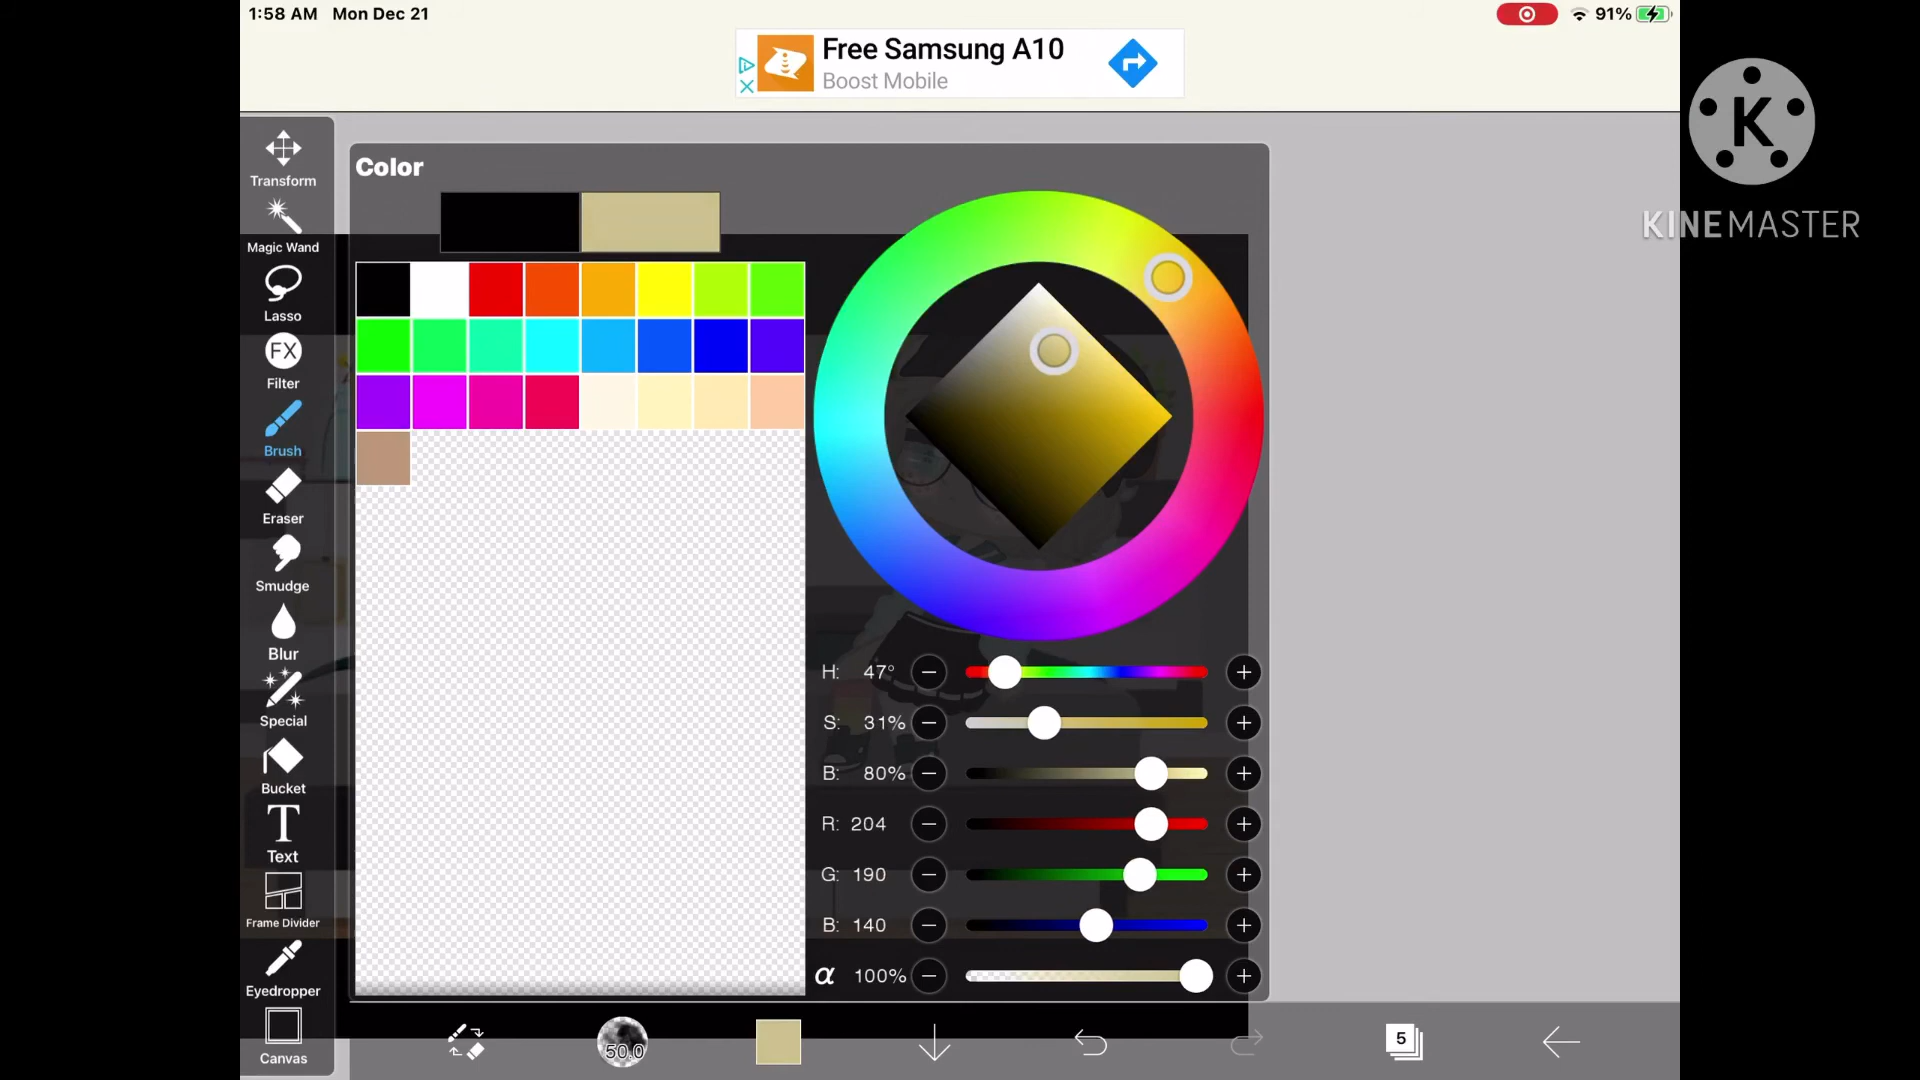 1:58 AM Mon Dec 21
91%
Free Samsung A10
Boost Mobile
K
KINEMASTER
Transform
Magic Wand
Lasso
FX
Filter
Brush
Eraser
Smudge
Blur
Special
Bucket
T
Text
Frame Divider
Eyedropper
Canvas
Color
H: 47°
S: 31%
B: 80%
R: 204
G: 190
B: 140
α 100%
50.0
5